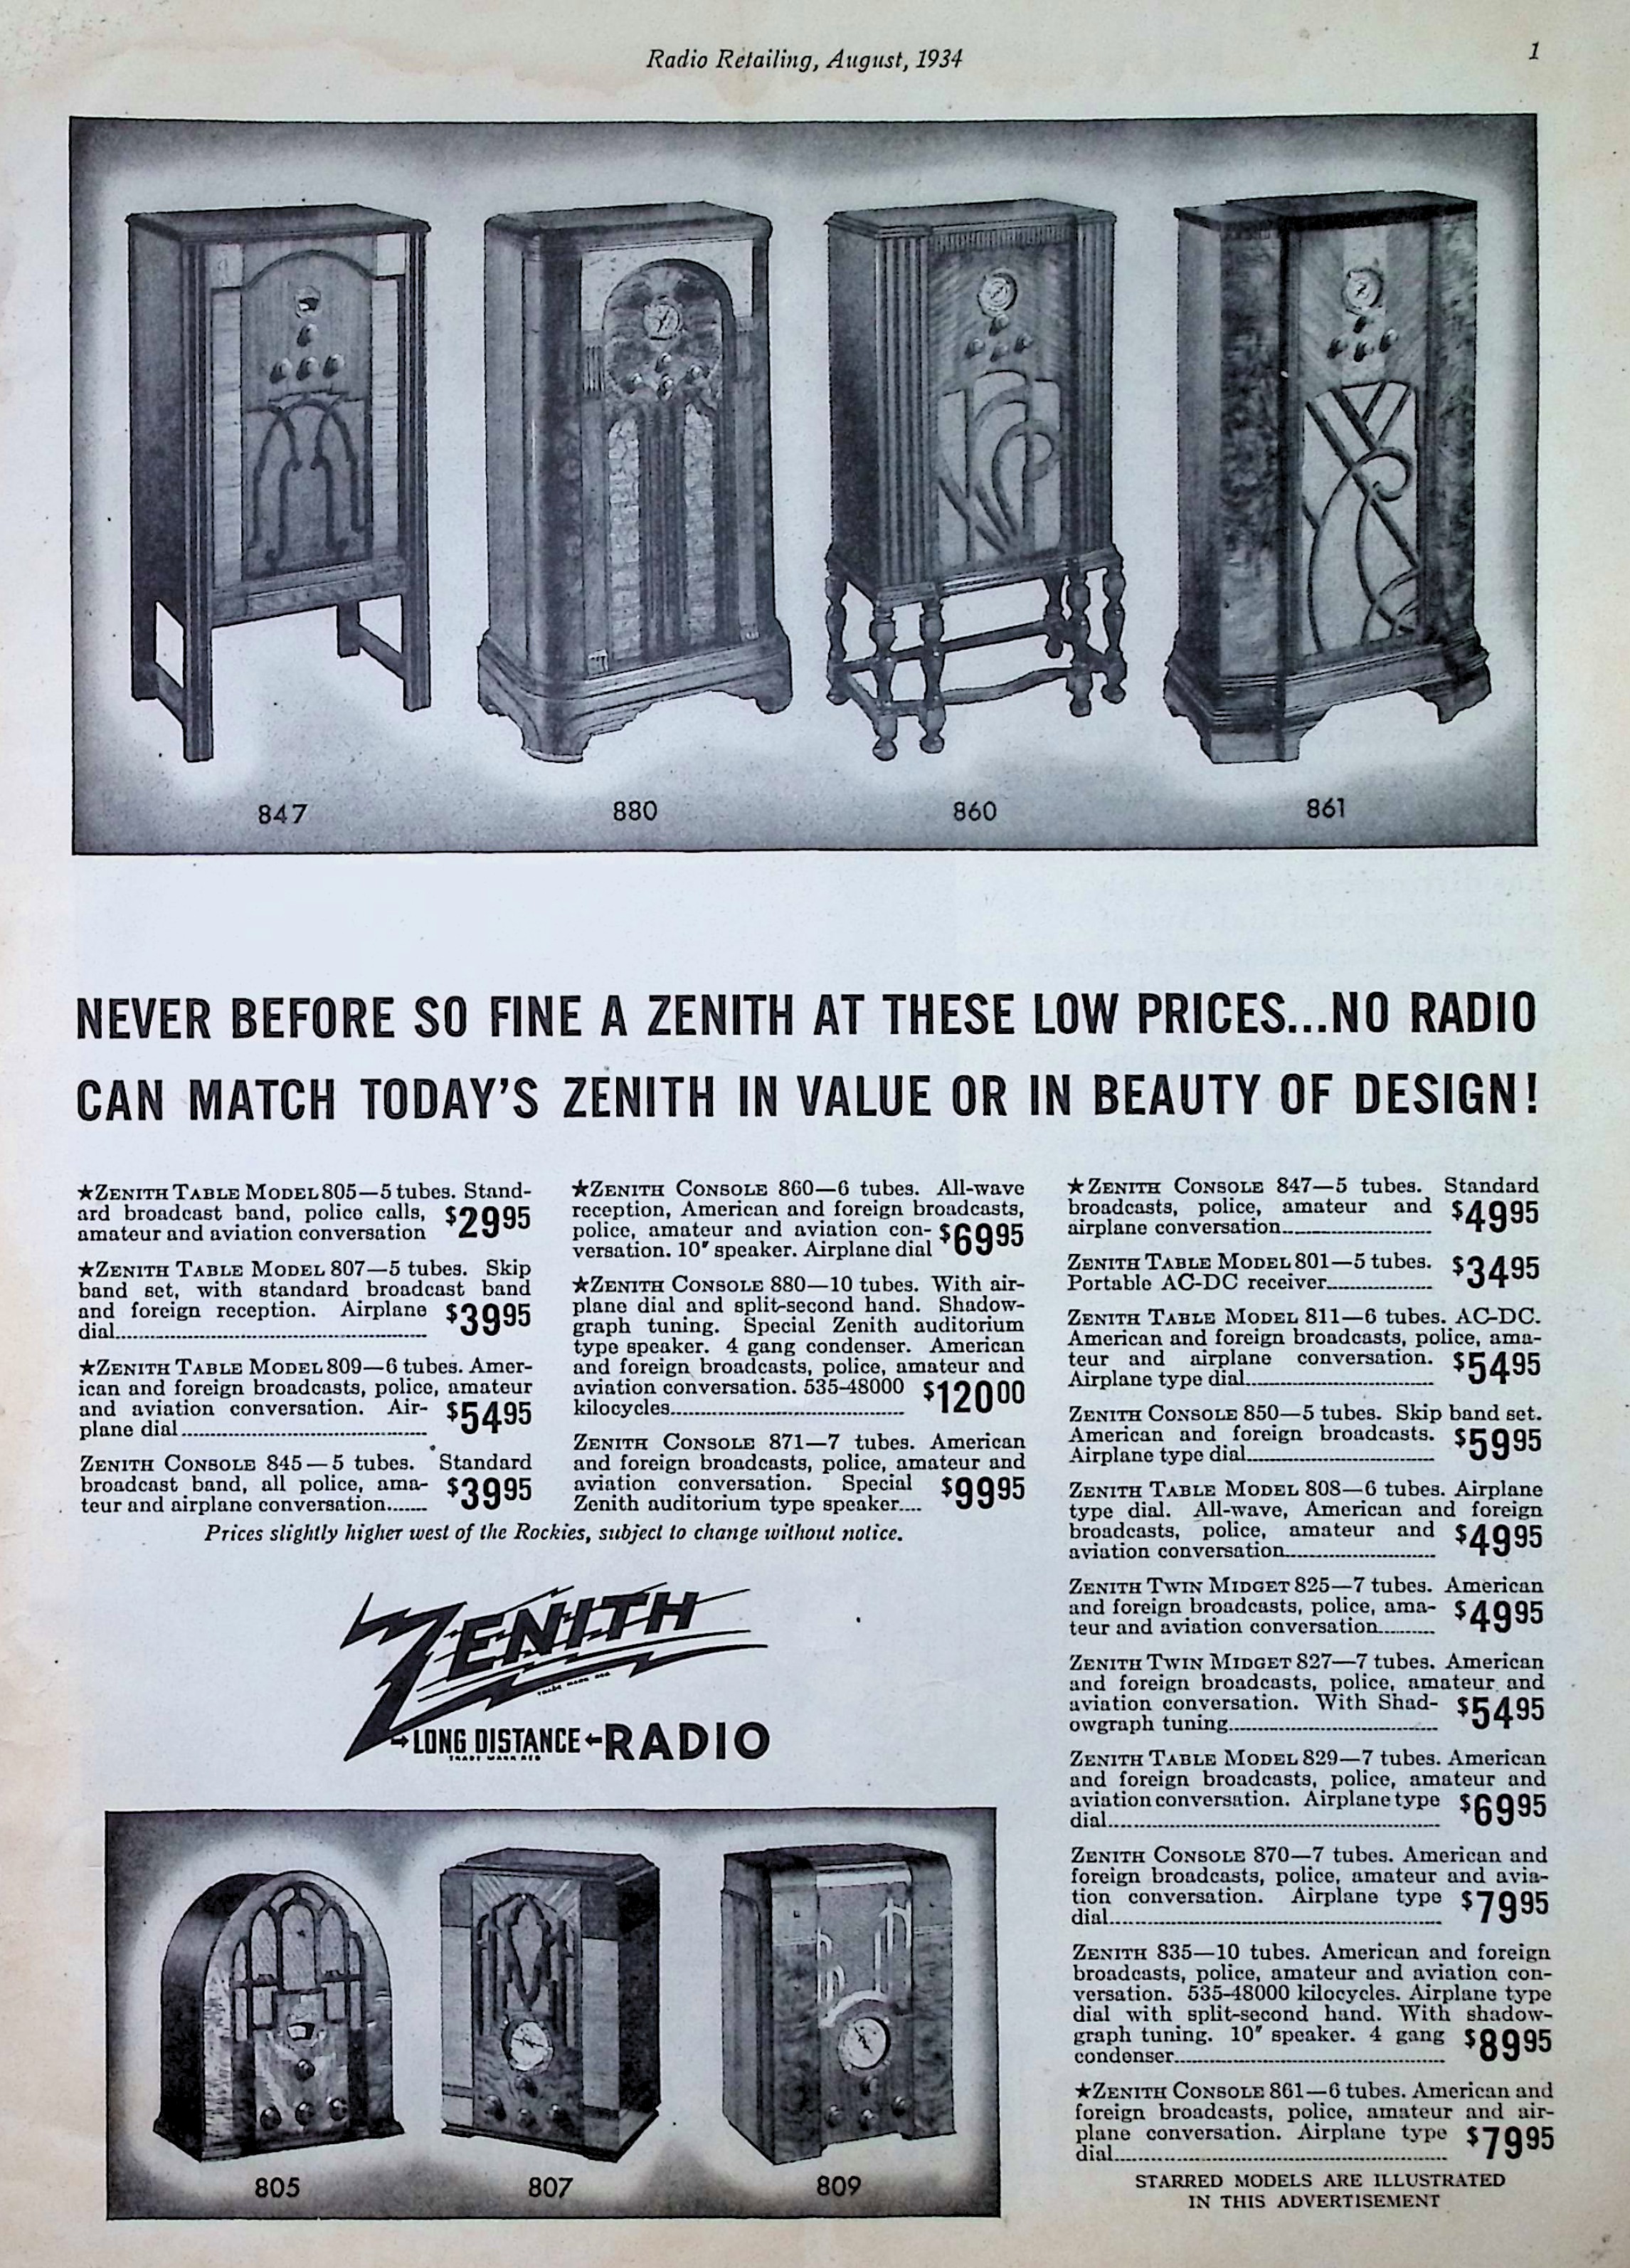 Radio Retailing, August, 1934
1
847
880
860
861
NEVER BEFORE SO FINE A ZENITH AT THESE LOW PRICES...NO RADIO
CAN MATCH TODAY'S ZENITH IN VALUE OR IN BEAUTY OF DESIGN!
★ZENITH TABLE MODEL 805—5 tubes. Stand-
ard broadcast band, police calls,
amateur and aviation conversation $29 95
★ZENITH TABLE MODEL 807—5 tubes. Skip
band set, with standard broadcast band
and foreign reception. Airplane
dial........ $39 95
★ZENITH TABLE MODEL 809—6 tubes. Amer-
ican and foreign broadcasts, police, amateur
and aviation conversation. Air-
plane dial........ $54 95
ZENITH CONSOLE 845—5 tubes. Standard
broadcast band, all police, ama-
teur and airplane conversation....... $39 95
★ZENITH CONSOLE 860—6 tubes. All-wave
reception, American and foreign broadcasts,
police, amateur and aviation con-
versation. 10" speaker. Airplane dial $69 95
★ZENITH CONSOLE 880—10 tubes. With air-
plane dial and split-second hand. Shadow-
graph tuning. Special Zenith auditorium
type speaker. 4 gang condenser. American
and foreign broadcasts, police, amateur and
aviation conversation. 535-48000
kilocycles........ $120 00
ZENITH CONSOLE 871—7 tubes. American
and foreign broadcasts, police, amateur and
aviation conversation. Special
Zenith auditorium type speaker.... $99 95
Prices slightly higher west of the Rockies, subject to change without notice.
★ZENITH CONSOLE 847—5 tubes. Standard
broadcasts, police, amateur and
airplane conversation........ $49 95
ZENITH TABLE MODEL 801—5 tubes.
Portable AC-DC receiver........ $34 95
ZENITH TABLE MODEL 811—6 tubes. AC-DC.
American and foreign broadcasts, police, ama-
teur and airplane conversation.
Airplane type dial........ $54 95
ZENITH CONSOLE 850—5 tubes. Skip band set.
American and foreign broadcasts.
Airplane type dial........ $59 95
ZENITH TABLE MODEL 808—6 tubes. Airplane
type dial. All-wave, American and foreign
broadcasts, police, amateur and
aviation conversation........ $49 95
ZENITH TWIN MIDGET 825—7 tubes. American
and foreign broadcasts, police, ama-
teur and aviation conversation........ $49 95
ZENITH TWIN MIDGET 827—7 tubes. American
and foreign broadcasts, police, amateur and
aviation conversation. With Shad-
owgraph tuning........ $54 95
ZENITH TABLE MODEL 829—7 tubes. American
and foreign broadcasts, police, amateur and
aviation conversation. Airplane type
dial........ $69 95
ZENITH CONSOLE 870—7 tubes. American and
foreign broadcasts, police, amateur and avia-
tion conversation. Airplane type
dial........ $79 95
ZENITH 835—10 tubes. American and foreign
broadcasts, police, amateur and aviation con-
versation. 535-48000 kilocycles. Airplane type
dial with split-second hand. With shadow-
graph tuning. 10" speaker. 4 gang
condenser........ $89 95
★ZENITH CONSOLE 861—6 tubes. American and
foreign broadcasts, police, amateur and air-
plane conversation. Airplane type
dial........ $79 95
STARRED MODELS ARE ILLUSTRATED
IN THIS ADVERTISEMENT
ZENITH
TRADE MARK REG
LONG DISTANCE RADIO
TRADE MARK REG
805
807
809